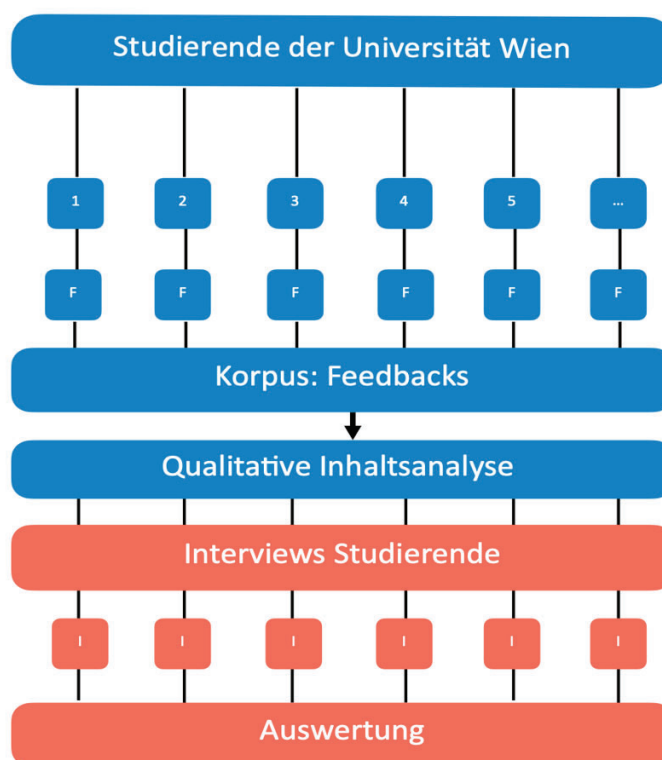 Studierende der Universität Wien
1 2 3 4 5 ...
F F F F F F
Korpus: Feedbacks
Qualitative Inhaltsanalyse
Interviews Studierende
I I I I I I
Auswertung